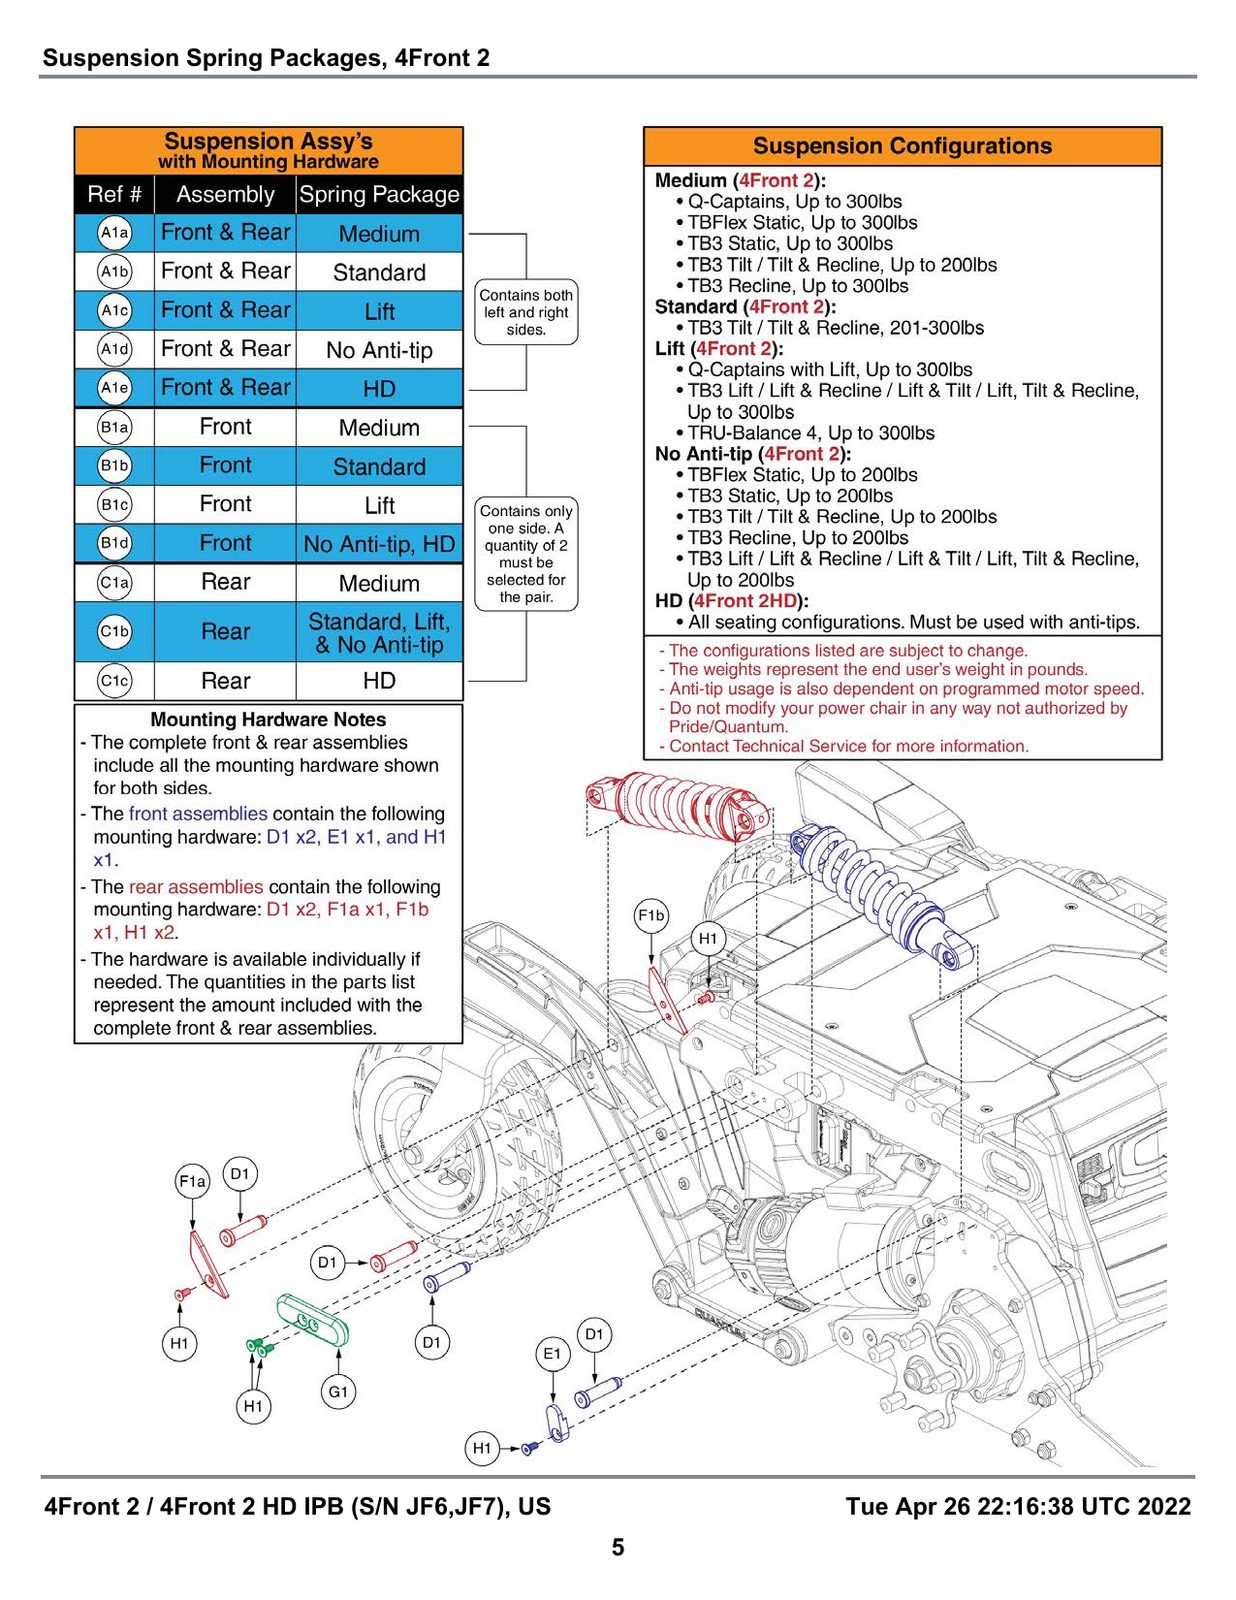 Suspension Spring Packages, 4Front 2
Suspension Assy's
with Mounting Hardware
Ref # Assembly Spring Package
A1a Front & Rear Medium
A1b Front & Rear Standard
A1c Front & Rear Lift
A1d Front & Rear No Anti-tip
A1e Front & Rear HD
B1a Front Medium
B1b Front Standard
B1c Front Lift
B1d Front No Anti-tip, HD
C1a Rear Medium
C1b Rear Standard, Lift,
& No Anti-tip
C1c Rear HD
Contains both
left and right
sides.
Contains only
one side. A
quantity of 2
must be
selected for
the pair.
Mounting Hardware Notes
- The complete front & rear assemblies
include all the mounting hardware shown
for both sides.
- The front assemblies contain the following
mounting hardware: D1 x2, E1 x1, and H1
x1.
- The rear assemblies contain the following
mounting hardware: D1 x2, F1a x1, F1b
x1, H1 x2.
- The hardware is available individually if
needed. The quantities in the parts list
represent the amount included with the
complete front & rear assemblies.
Suspension Configurations
Medium (4Front 2):
• Q-Captains, Up to 300lbs
• TBFlex Static, Up to 300lbs
• TB3 Static, Up to 300lbs
• TB3 Tilt / Tilt & Recline, Up to 200lbs
• TB3 Recline, Up to 300lbs
Standard (4Front 2):
• TB3 Tilt / Tilt & Recline, 201-300lbs
Lift (4Front 2):
• Q-Captains with Lift, Up to 300lbs
• TB3 Lift / Lift & Recline / Lift & Tilt / Lift, Tilt & Recline,
Up to 300lbs
• TRU-Balance 4, Up to 300lbs
No Anti-tip (4Front 2):
• TBFlex Static, Up to 200lbs
• TB3 Static, Up to 200lbs
• TB3 Tilt / Tilt & Recline, Up to 200lbs
• TB3 Recline, Up to 200lbs
• TB3 Lift / Lift & Recline / Lift & Tilt / Lift, Tilt & Recline,
Up to 200lbs
HD (4Front 2HD):
• All seating configurations. Must be used with anti-tips.
- The configurations listed are subject to change.
- The weights represent the end user's weight in pounds.
- Anti-tip usage is also dependent on programmed motor speed.
- Do not modify your power chair in any way not authorized by
Pride/Quantum.
- Contact Technical Service for more information.
F1b
H1
F1a
D1
D1
H1
D1
H1
G1
E1
D1
H1
QUANTUM
4Front 2 / 4Front 2 HD IPB (S/N JF6,JF7), US
Tue Apr 26 22:16:38 UTC 2022
5